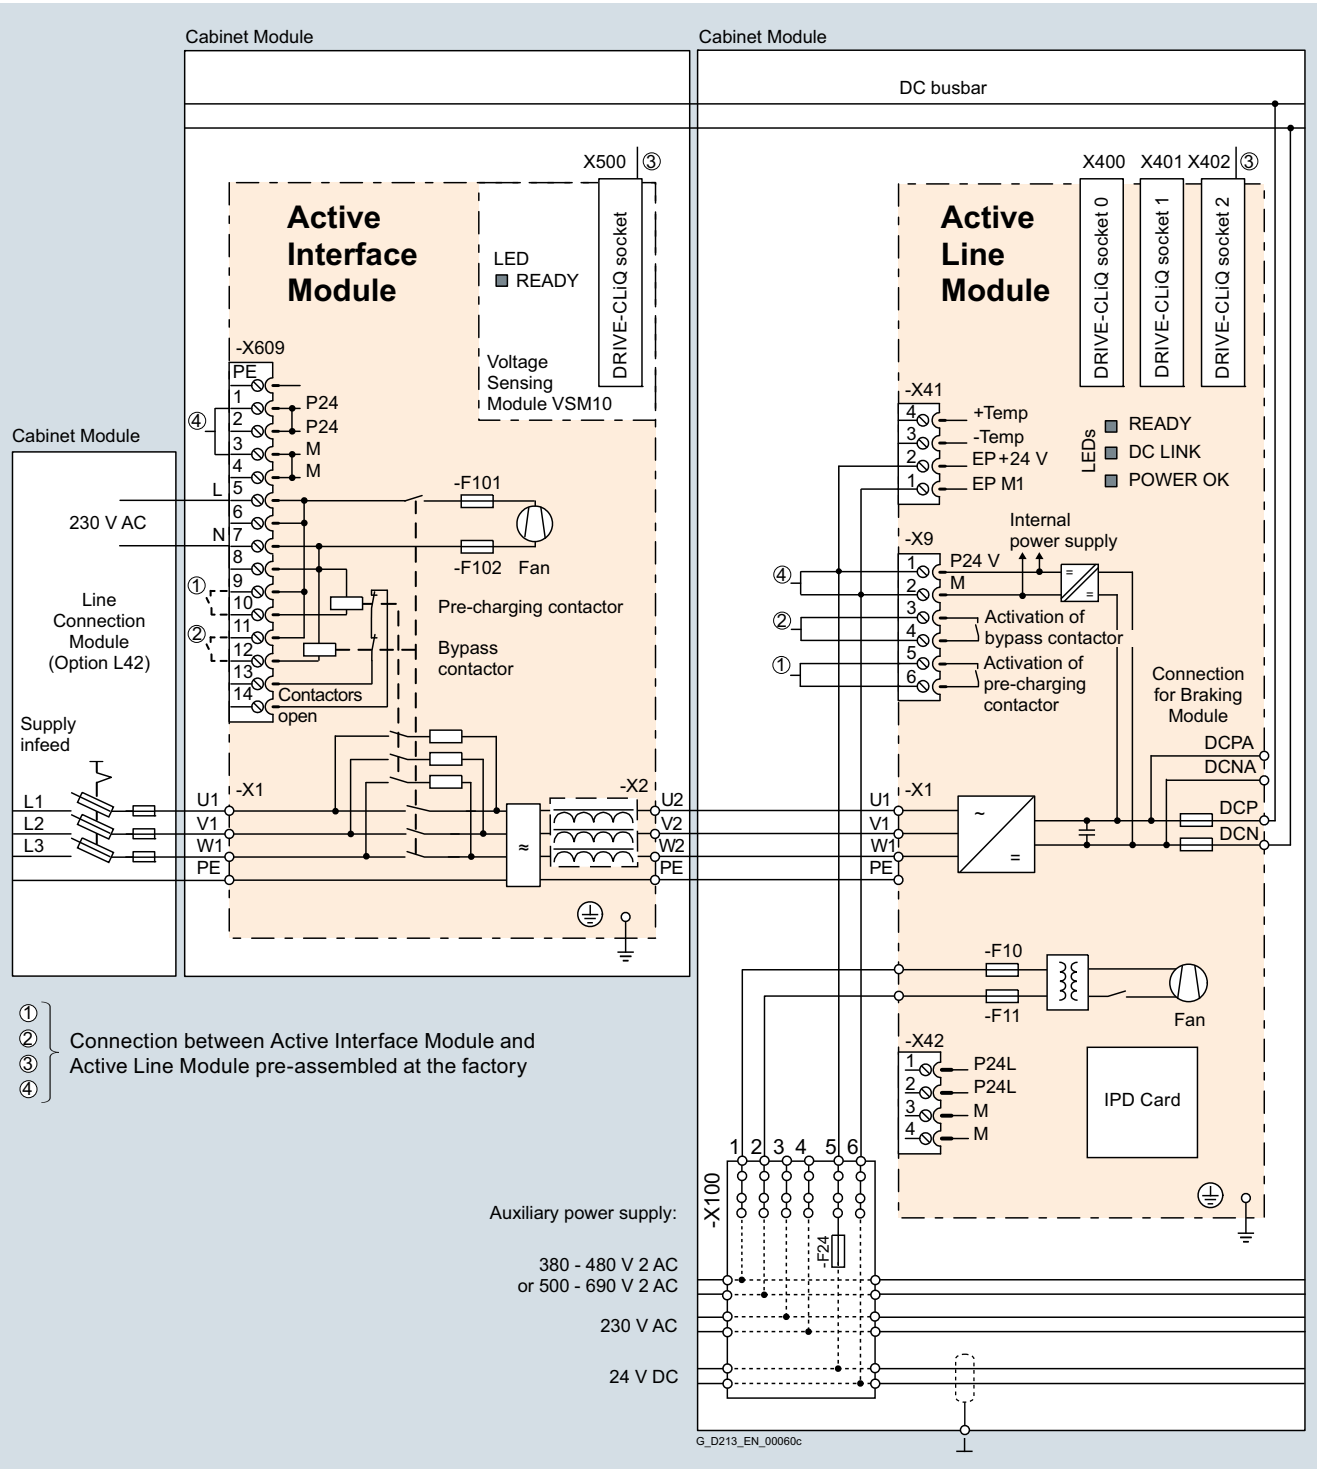 Cabinet Module
Cabinet Module
DC busbar
X500
③
X400
X401
X402
③
Active
Interface
Module
LED
READY
DRIVE-CLiQ socket
Voltage
Sensing
Module VSM10
Active
Line
Module
DRIVE-CLiQ socket 0
DRIVE-CLiQ socket 1
DRIVE-CLiQ socket 2
-X609
PE
1
P24
2
P24
3
M
4
M
④
5
6
7
8
9
10
11
12
13
14
Contactors
open
L
N
230 V AC
①
②
-F101
-F102
Fan
Pre-charging contactor
Bypass
contactor
Cabinet Module
Line
Connection
Module
(Option L42)
Supply
infeed
L1
L2
L3
U1
V1
W1
PE
-X1
-X2
≈
U2
V2
W2
PE
-X41
4
+Temp
3
-Temp
2
EP +24 V
1
EP M1
LEDs
READY
DC LINK
POWER OK
-X9
Internal
power supply
④
1
P24 V
2
M
=
=
②
3
4
Activation of
bypass contactor
①
5
6
Activation of
pre-charging
contactor
Connection
for Braking
Module
DCPA
DCNA
DCP
DCN
-X1
U1
V1
W1
PE
~
=
-F10
-F11
Fan
-X42
1
P24L
2
P24L
3
M
4
M
IPD Card
①
②
③
④
Connection between Active Interface Module and
Active Line Module pre-assembled at the factory
1
2
3
4
5
6
-X100
-F24
Auxiliary power supply:
380 - 480 V 2 AC
or 500 - 690 V 2 AC
230 V AC
24 V DC
G_D213_EN_00060c